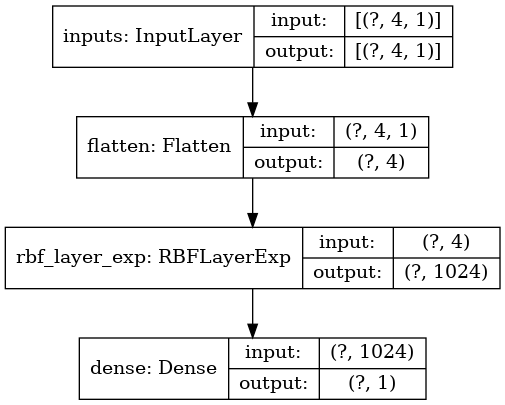 inputs: InputLayer
input: [(?, 4, 1)]
output: [(?, 4, 1)]
flatten: Flatten
input: (?, 4, 1)
output: (?, 4)
rbf_layer_exp: RBFLayerExp
input: (?, 4)
output: (?, 1024)
dense: Dense
input: (?, 1024)
output: (?, 1)